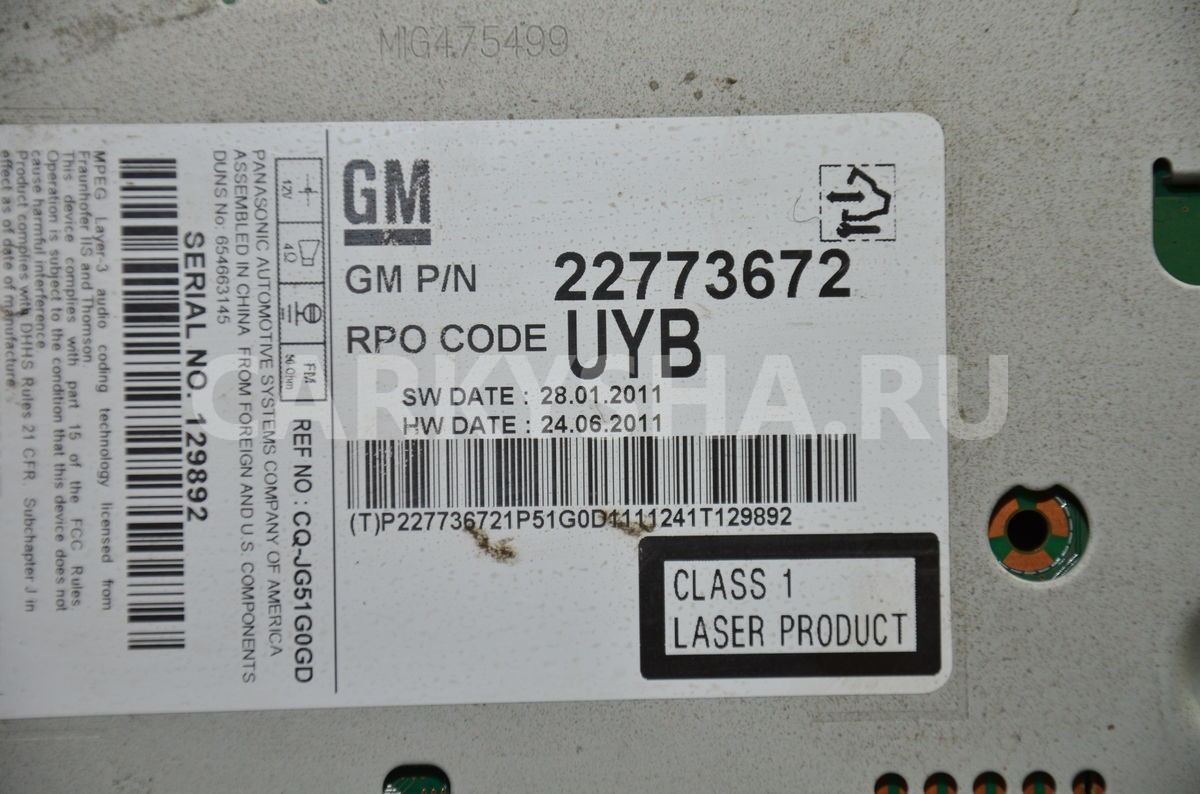 MIG475499
GM
GM P/N 22773672
RPO CODE UYB
SW DATE : 28.01.2011
HW DATE : 24.06.2011
(T)P227736721P51G0D1111241T129892
CLASS 1
LASER PRODUCT
12V
4Ω
FM
50 Ohm
REF NO : CQ-JG51G0GD
PANASONIC AUTOMOTIVE SYSTEMS COMPANY OF AMERICA
ASSEMBLED IN CHINA FROM FOREIGN AND U.S. COMPONENTS
DUNS No: 654663145
SERIAL NO. 129892
MPEG Layer-3 audio coding technology licensed from
Fraunhofer IIS and Thomson.
This device complies with part 15 of the FCC Rules
Operation is subject to the condition that this device does not
cause harmful interference
Product complies with DHHS Rules 21 CFR. Subchapter J in
effect as of date of manufacture.
CARKYSHA.RU